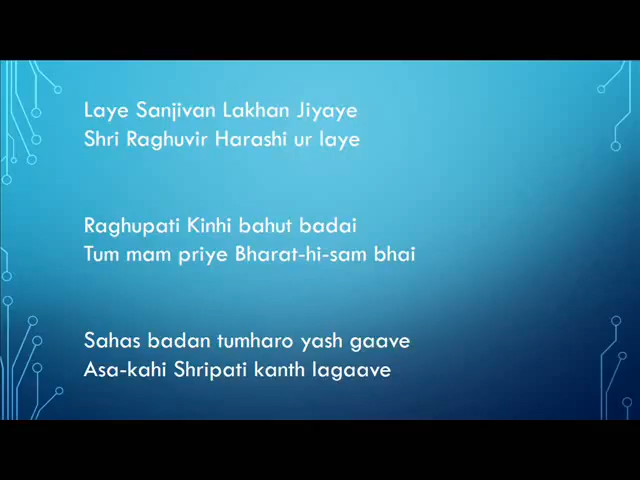 Laye Sanjivan Lakhan Jiyaye
Shri Raghuvir Harashi ur laye
Raghupati Kinhi bahut badai
Tum mam priye Bharat-hi-sam bhai
Sahas badan tumharo yash gaave
Asa-kahi Shripati kanth lagaave